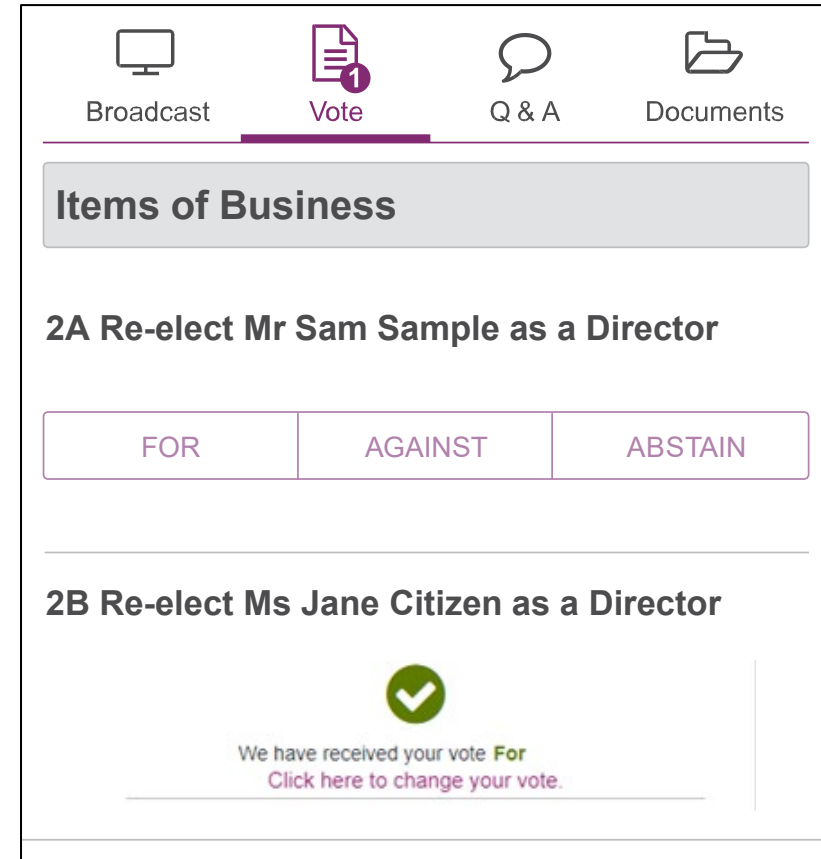 1
Broadcast Vote Q & A Documents
Items of Business
2A Re-elect Mr Sam Sample as a Director
FOR AGAINST ABSTAIN
2B Re-elect Ms Jane Citizen as a Director
We have received your vote For
Click here to change your vote.